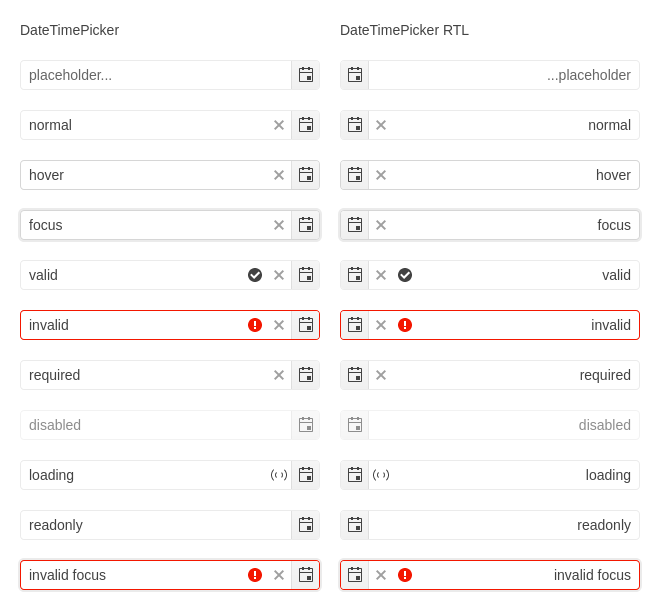 DateTimePicker
placeholder...
normal
hover
focus
valid
invalid
required
disabled
loading
readonly
invalid focus
DateTimePicker RTL
...placeholder
normal
hover
focus
valid
invalid
required
disabled
loading
readonly
invalid focus